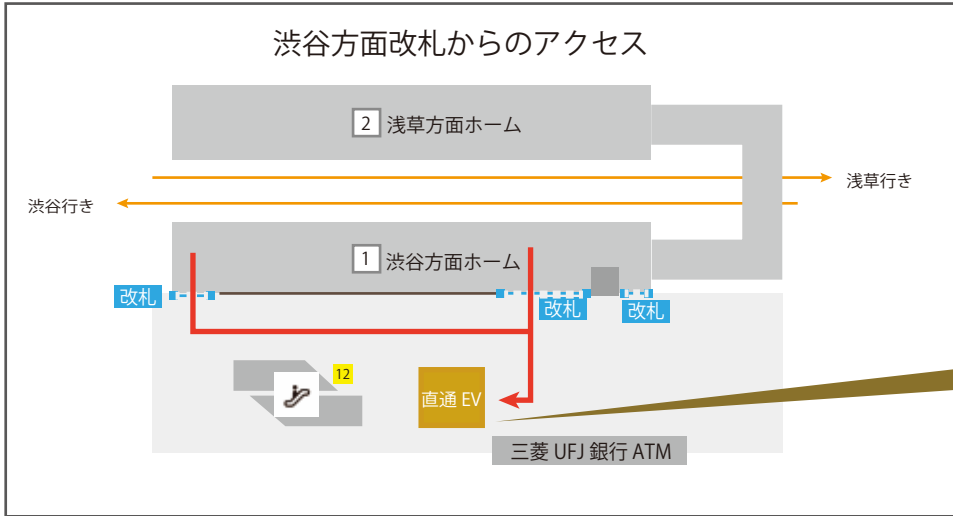 渋谷方面改札からのアクセス
2 浅草方面ホーム
浅草行き
渋谷行き
1 渋谷方面ホーム
改札
改札
改札
12
直通 EV
三菱 UFJ 銀行 ATM